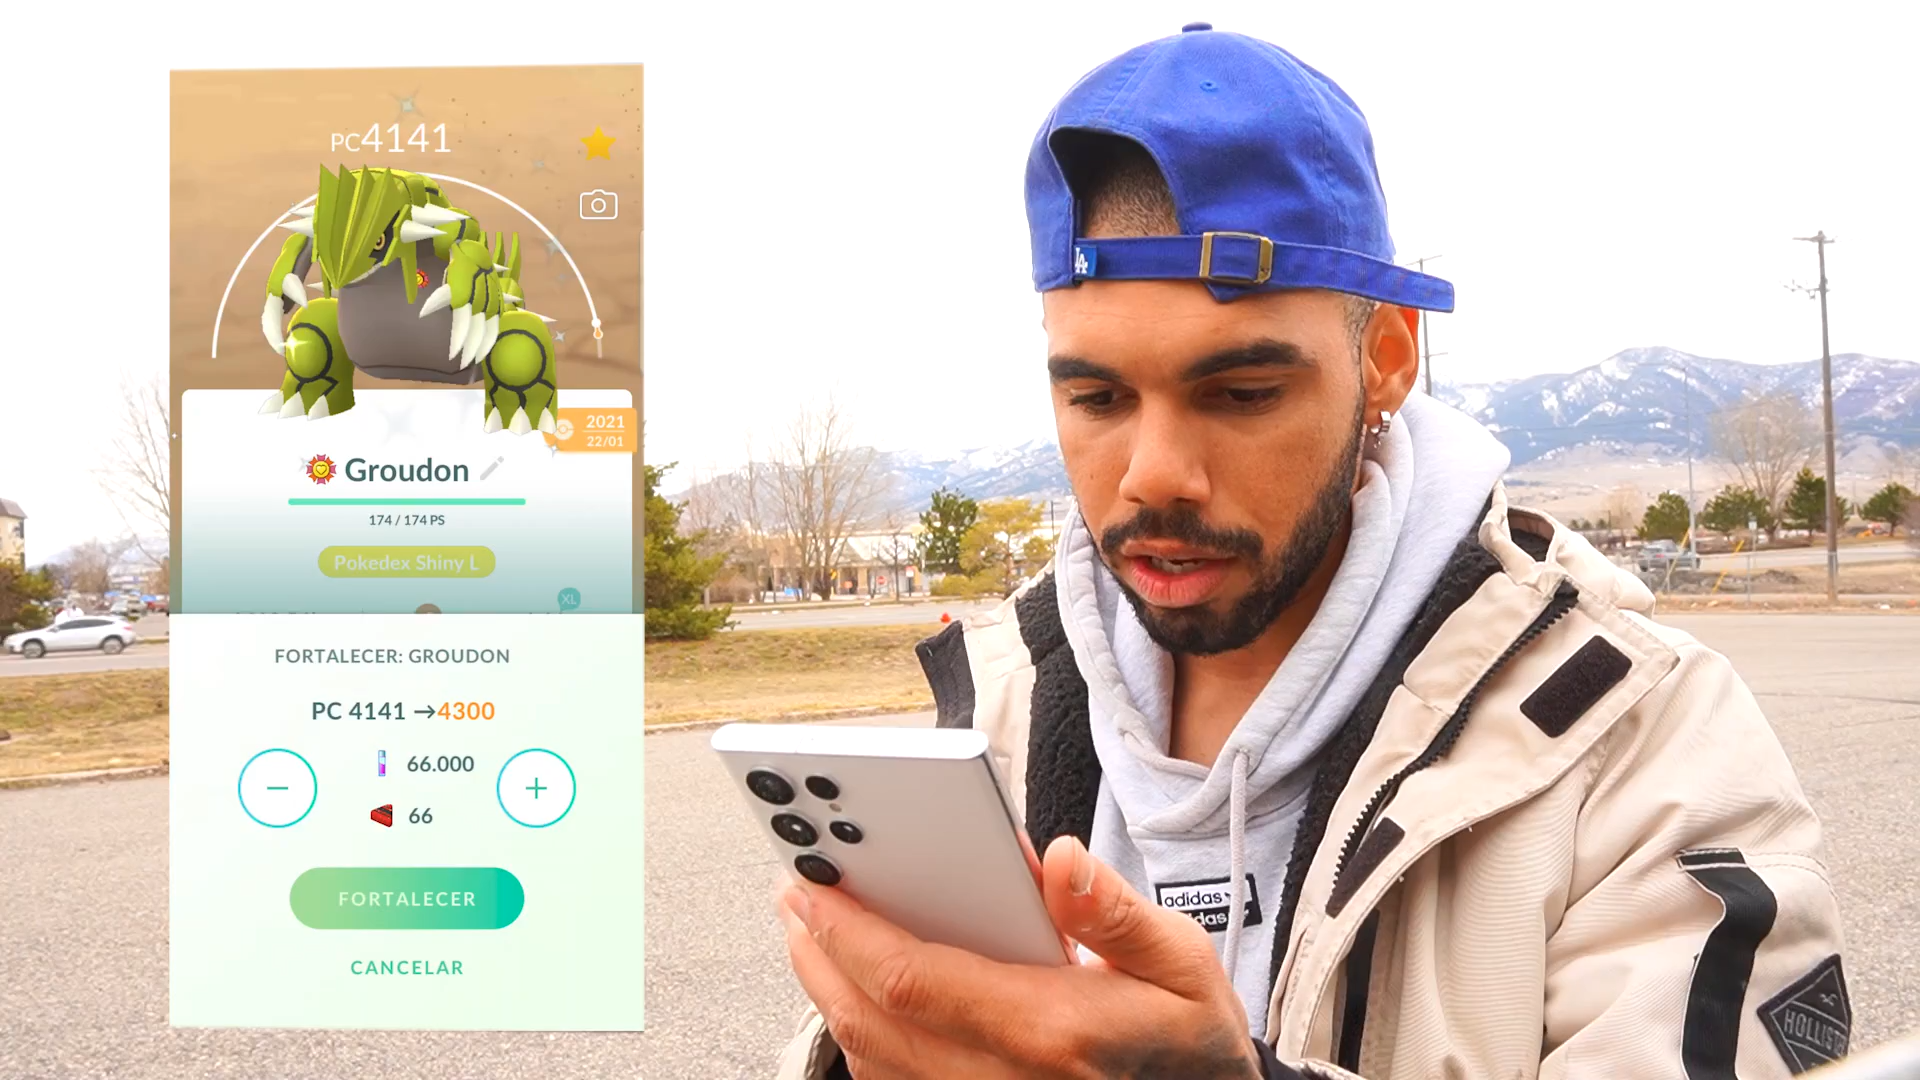 PC4141
2021
22/01
Groudon
174 / 174 PS
Pokedex Shiny L
XL
FORTALECER: GROUDON
PC 4141 →4300
66.000
66
FORTALECER
CANCELAR
LA
adidas
HOLLISTER